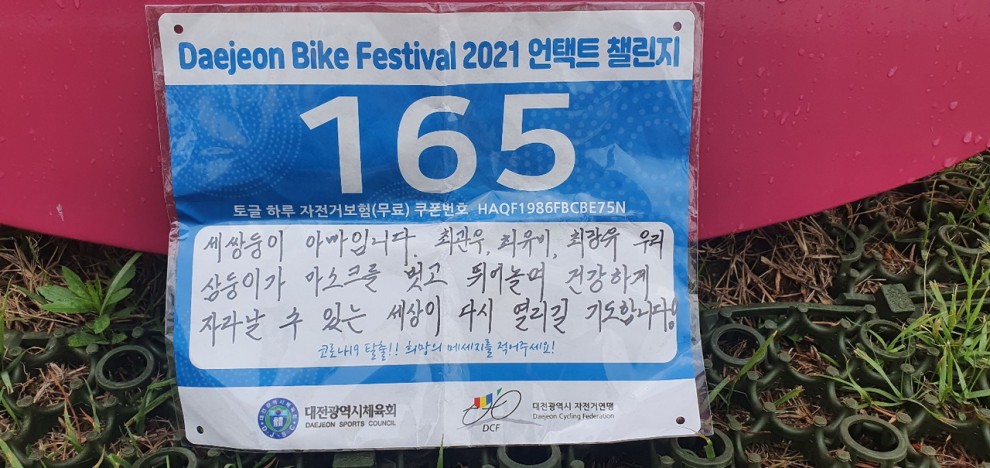 Daejeon Bike Festival 2021 언택트 챌린지
165
토글 하루 자전거보험(무료) 쿠폰번호 HAQF1986FBCBE75N
세쌍둥이 아빠입니다. 최관우, 최유비, 최장우 우리
삼둥이가 마스크를 벗고 뛰어놀며 건강하게
자라날 수 있는 세상이 다시 열리길 기도합니다!
코로나19 탈출!! 희망의 메세지를 적어주세요!
대전광역시체육회
DAEJEON SPORTS COUNCIL
DCF
대전광역시 자전거연맹
Daejeon Cycling Federation